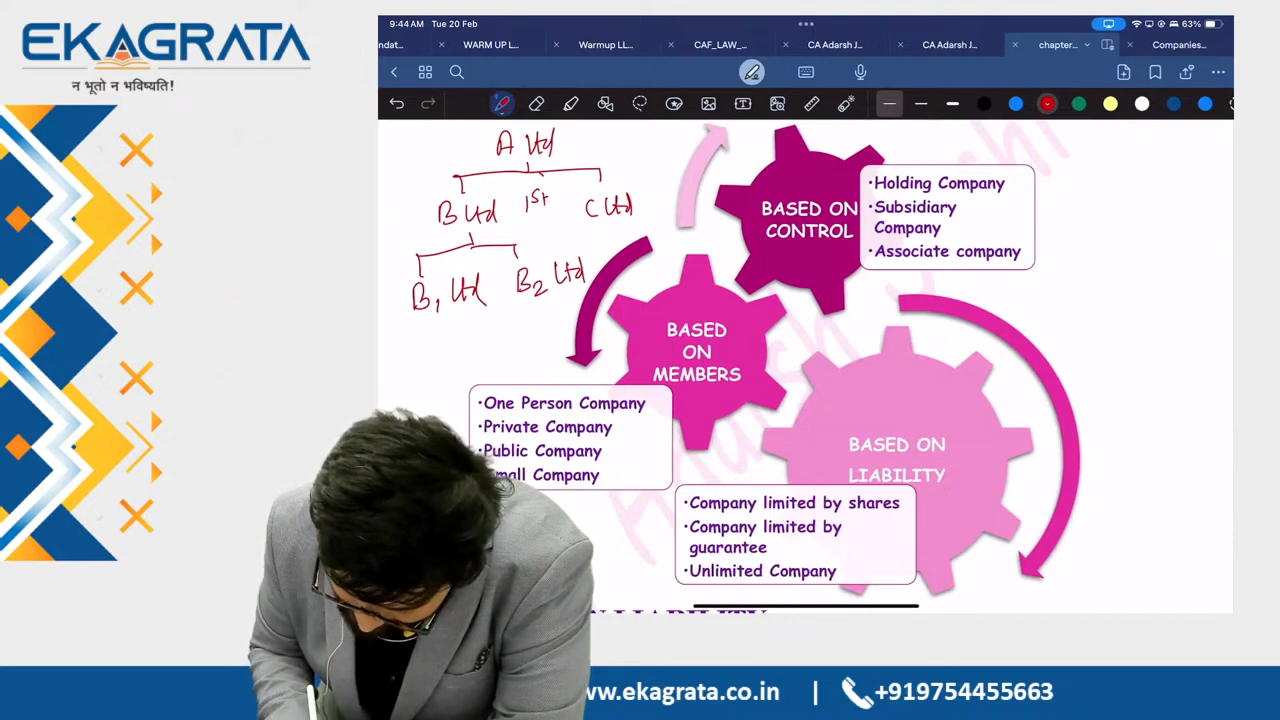 EKAGRATA
न भूतो न भविष्यति!
9:44 AM Tue 20 Feb
63%
ndat...
WARM UP L...
Warmup LL...
CAF_LAW_...
CA Adarsh J...
CA Adarsh J...
chapter...
Companies...
A Ltd
B Ltd
1st
C Ltd
B1 Ltd
B2 Ltd
BASED ON
CONTROL
•Holding Company
•Subsidiary
Company
•Associate company
BASED
ON
MEMBERS
•One Person Company
•Private Company
•Public Company
mall Company
BASED ON
LIABILITY
•Company limited by shares
•Company limited by
guarantee
•Unlimited Company
N LIABILITY
ww.ekagrata.co.in | +919754455663